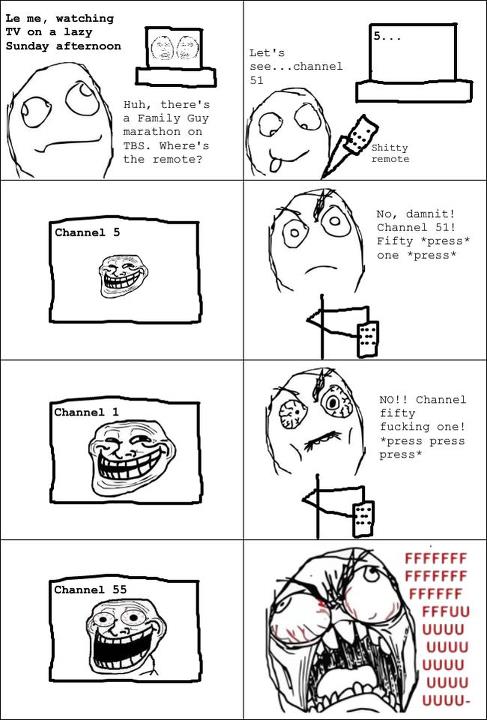 Le me, watching
TV on a lazy
Sunday afternoon
Huh, there's
a Family Guy
marathon on
TBS. Where's
the remote?
Let's
see...channel
51
5...
Shitty
remote
Channel 5
No, damnit!
Channel 51!
Fifty *press*
one *press*
Channel 1
NO!! Channel
fifty
fucking one!
*press press
press*
Channel 55
FFFFFFF
FFFFFFF
FFFFFF
FFFUU
UUUU
UUUU
UUUU
UUUU
UUUU-